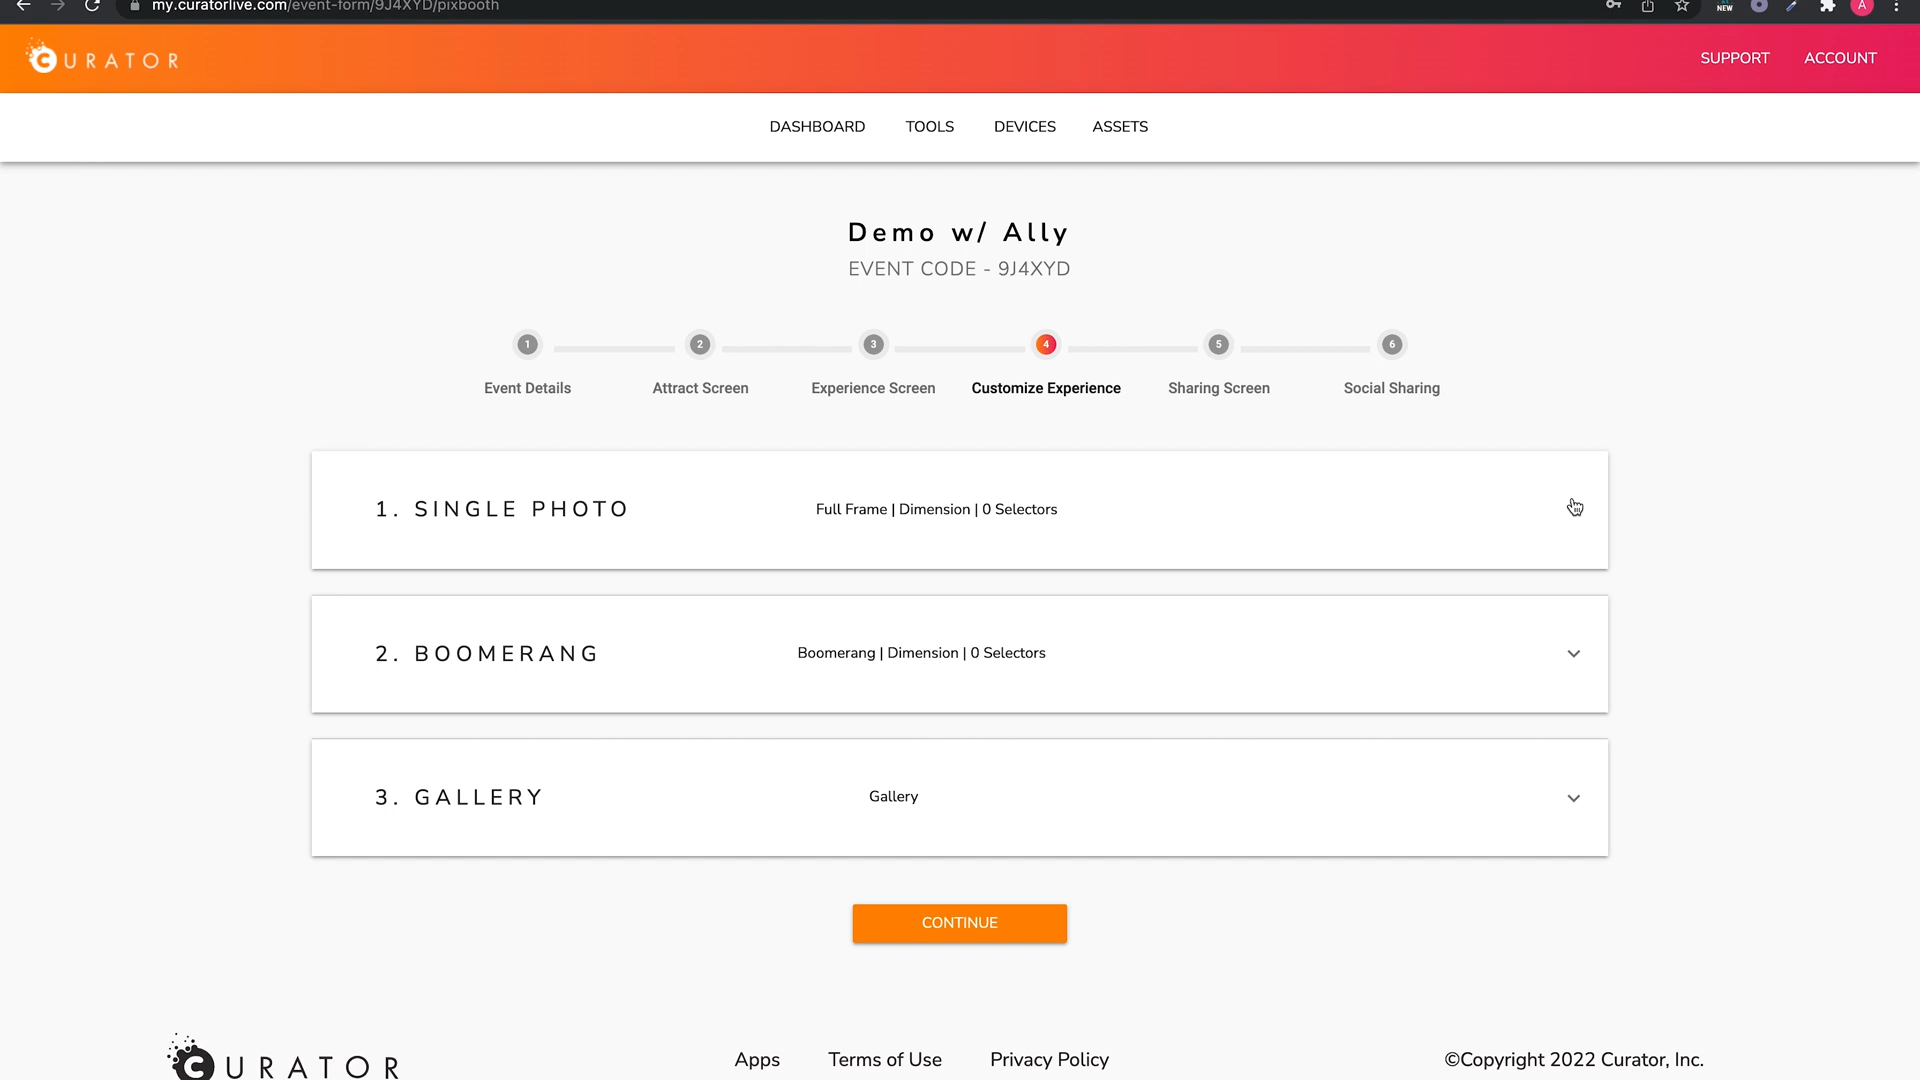 my.curatorlive.com/event-form/9J4XYD/pixbooth
NEW
A
CURATOR
SUPPORT
ACCOUNT
DASHBOARD
TOOLS
DEVICES
ASSETS
Demo w/ Ally
EVENT CODE - 9J4XYD
1
2
3
4
5
6
Event Details
Attract Screen
Experience Screen
Customize Experience
Sharing Screen
Social Sharing
1. SINGLE PHOTO
Full Frame | Dimension | 0 Selectors
2. BOOMERANG
Boomerang | Dimension | 0 Selectors
3. GALLERY
Gallery
CONTINUE
CURATOR
Apps
Terms of Use
Privacy Policy
©Copyright 2022 Curator, Inc.